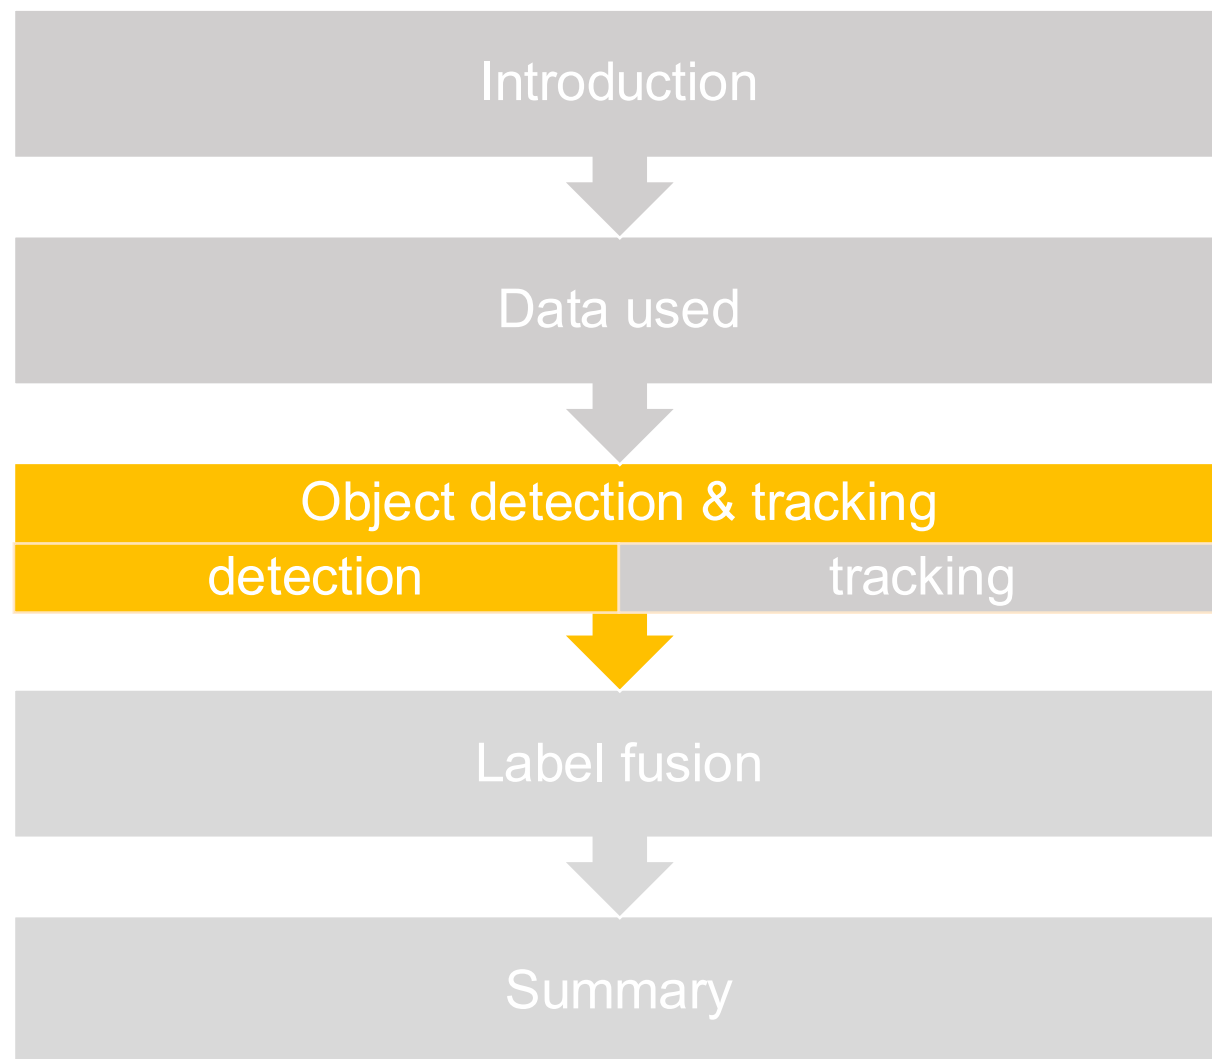 Introduction
Data used
Object detection & tracking
detection
tracking
Label fusion
Summary